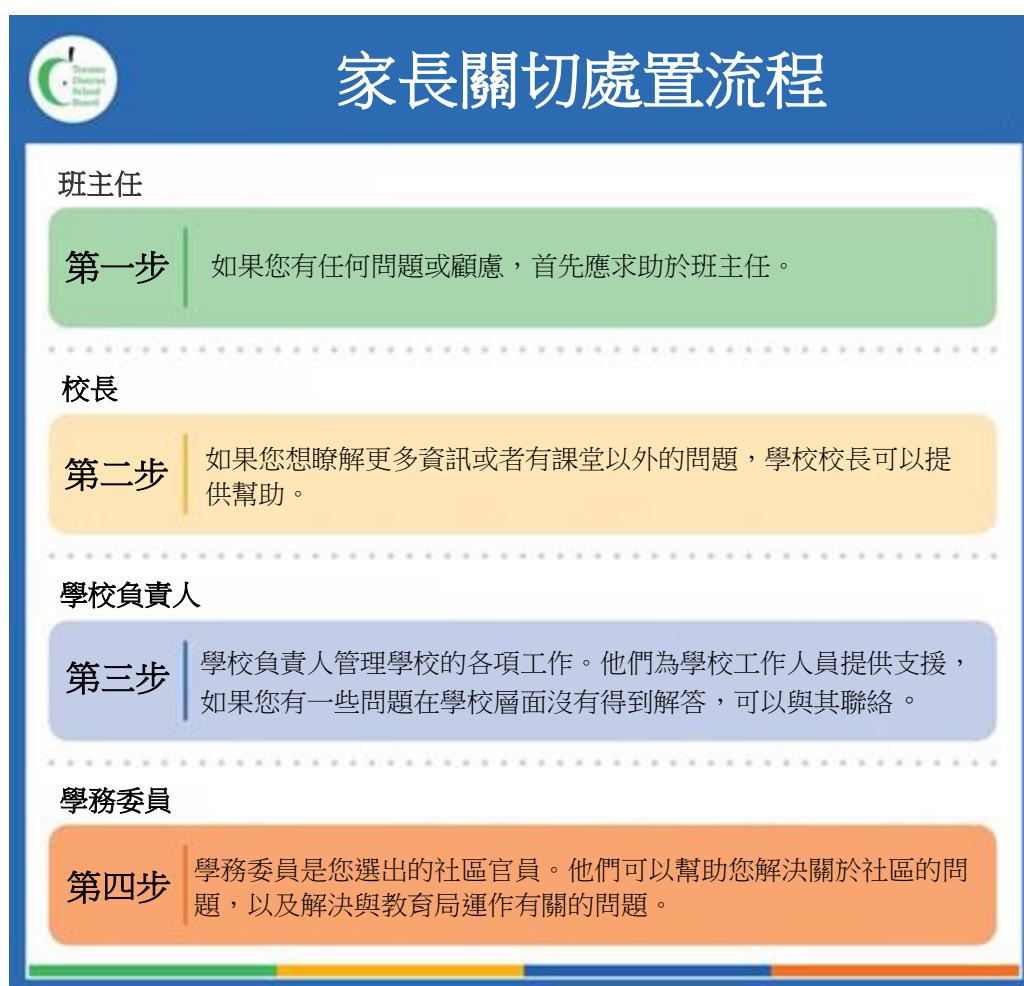 Toronto
District
School
Board
家長關切處置流程
班主任
第一步
如果您有任何問題或顧慮，首先應求助於班主任。
校長
第二步
如果您想瞭解更多資訊或者有課堂以外的問題，學校校長可以提
供幫助。
學校負責人
第三步
學校負責人管理學校的各項工作。他們為學校工作人員提供支援，
如果您有一些問題在學校層面沒有得到解答，可以與其聯絡。
學務委員
第四步
學務委員是您選出的社區官員。他們可以幫助您解決關於社區的問
題，以及解決與教育局運作有關的問題。